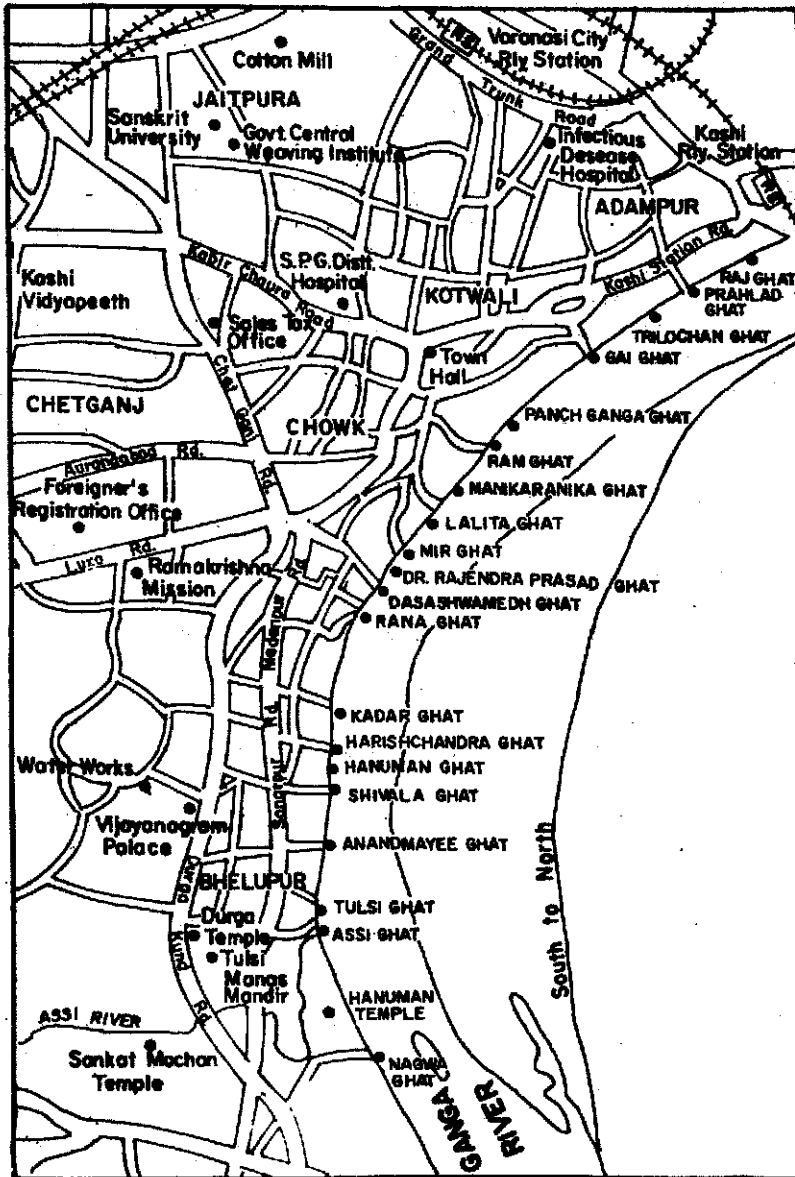 Varanasi City
Rly Station
RS
Grand Trunk Road
Cotton Mill
JAITPURA
Sanskrit
University
Govt. Central
Weaving Institute
Infectious
Desease
Hospital
Kashi
Rly. Station
RS
ADAMPUR
Kashi Station Rd.
RAJ GHAT
PRAHLAD
GHAT
TRILOCHAN GHAT
GAI GHAT
Kashi
Vidyapeeth
Kabir Chaura Road
S.P.G. Distt.
Hospital
KOTWALI
Sales Tax
Office
Town
Hall
CHETGANJ
Chet Ganj Rd.
CHOWK
PANCH GANGA GHAT
RAM GHAT
Aurangabad Rd.
Foreigner's
Registration Office
MANIKARANIKA GHAT
LALITA GHAT
Luxa Rd.
Ramakrishna
Mission
MIR GHAT
DR. RAJENDRA PRASAD GHAT
DASASHWAMEDH GHAT
RANA GHAT
Medanpur Rd.
KADAR GHAT
HARISHCHANDRA GHAT
HANUMAN GHAT
SHIVALA GHAT
Sonarpur Rd.
Water Works
Vijayanagram
Palace
ANANDMAYEE GHAT
BHELUPUR
Durga Kund Rd.
TULSI GHAT
ASSI GHAT
Durga
Temple
Tulsi
Manas
Mandir
South to North
HANUMAN
TEMPLE
ASSI RIVER
Sankat Mochan
Temple
NAGWA
GHAT
GANGA
RIVER